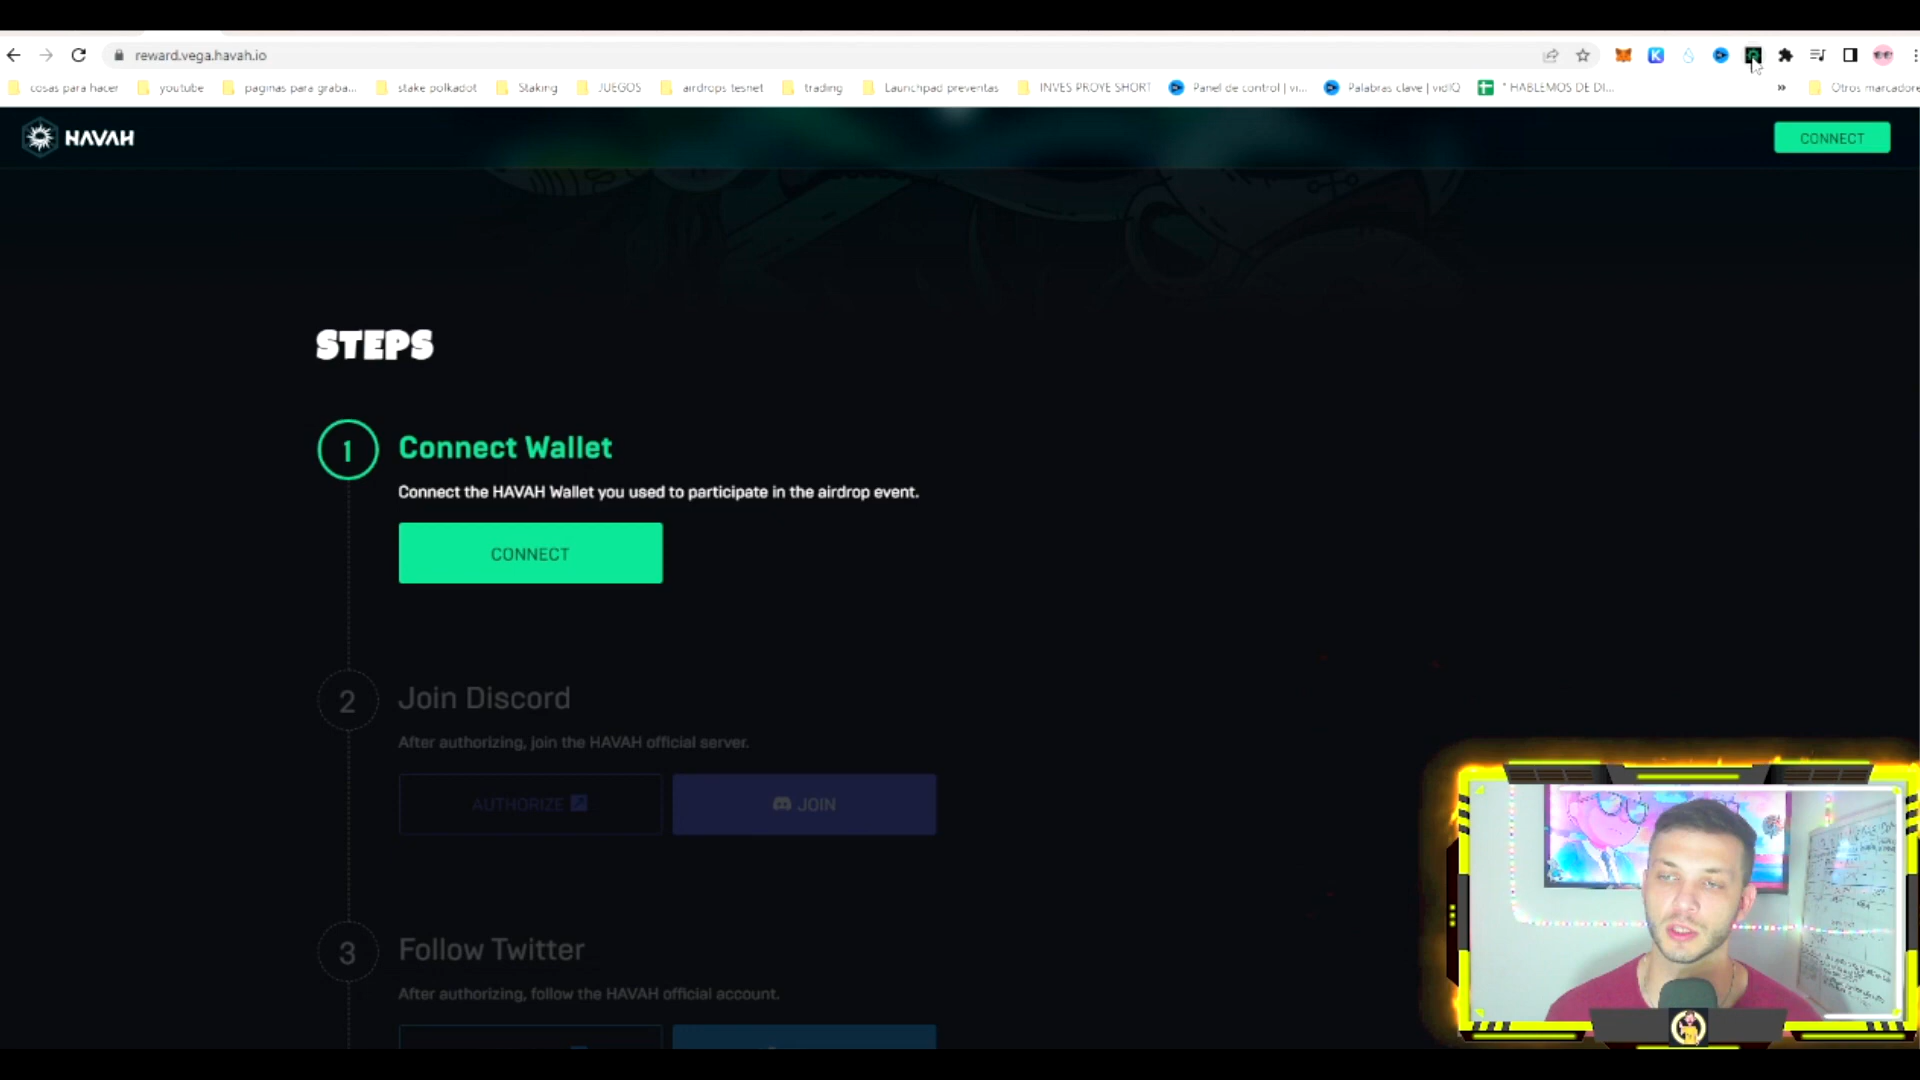 reward.vega.havah.io
cosas para hacer youtube paginas para graba... stake polkadot Staking JUEGOS airdrops tesnet trading Launchpad preventas INVES PROYE SHORT Panel de control | vi... Palabras clave | vidIQ * HABLEMOS DE DI... » Otros marcadore
HAVAH CONNECT
STEPS
1 Connect Wallet
Connect the HAVAH Wallet you used to participate in the airdrop event.
CONNECT
2 Join Discord
After authorizing, join the HAVAH official server.
AUTHORIZE JOIN
3 Follow Twitter
After authorizing, follow the HAVAH official account.